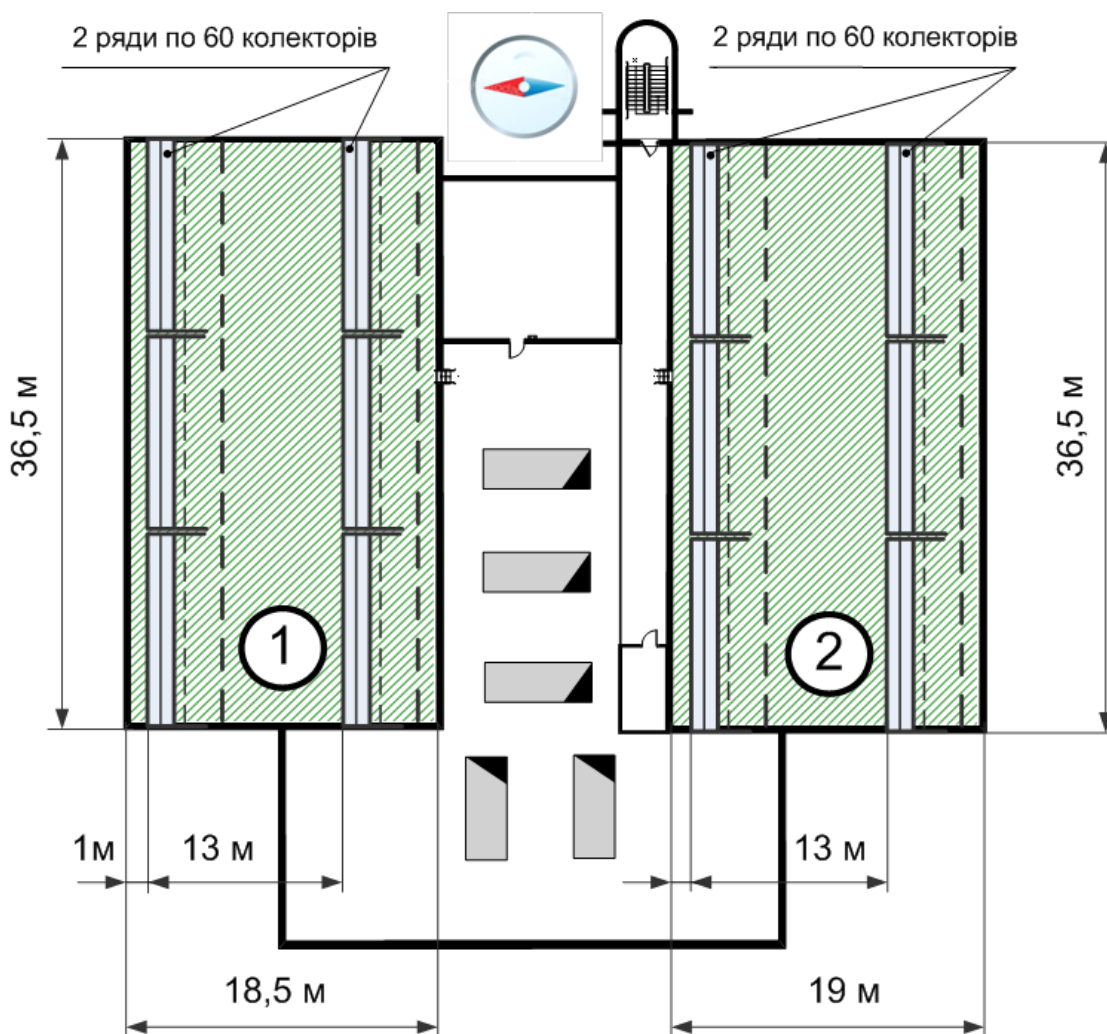 2 ряди по 60 колекторів
2 ряди по 60 колекторів
36,5 м
36,5 м
1
2
1м
13 м
13 м
18,5 м
19 м